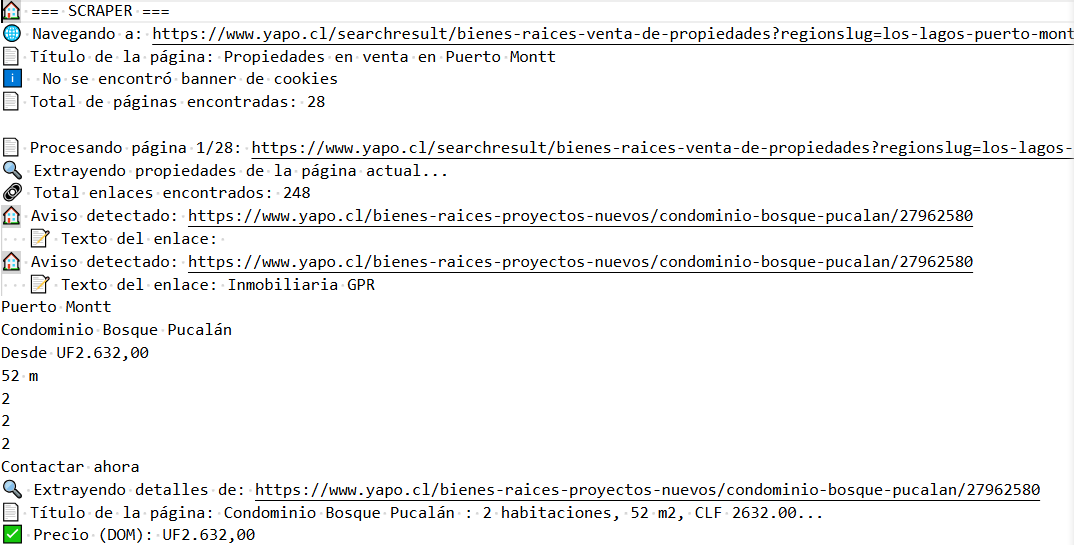 === SCRAPER ===
Navegando a: https://www.yapo.cl/searchresult/bienes-raices-venta-de-propiedades?regionslug=los-lagos-puerto-mont
Título de la página: Propiedades en venta en Puerto Montt
No se encontró banner de cookies
Total de páginas encontradas: 28
Procesando página 1/28: https://www.yapo.cl/searchresult/bienes-raices-venta-de-propiedades?regionslug=los-lagos-
Extrayendo propiedades de la página actual...
Total enlaces encontrados: 248
Aviso detectado: https://www.yapo.cl/bienes-raices-proyectos-nuevos/condominio-bosque-pucalan/27962580
Texto del enlace:
Aviso detectado: https://www.yapo.cl/bienes-raices-proyectos-nuevos/condominio-bosque-pucalan/27962580
Texto del enlace: Inmobiliaria GPR
Puerto Montt
Condominio Bosque Pucalán
Desde UF2.632,00
52 m
2
2
2
Contactar ahora
Extrayendo detalles de: https://www.yapo.cl/bienes-raices-proyectos-nuevos/condominio-bosque-pucalan/27962580
Título de la página: Condominio Bosque Pucalán : 2 habitaciones, 52 m2, CLF 2632.00...
Precio (DOM): UF2.632,00